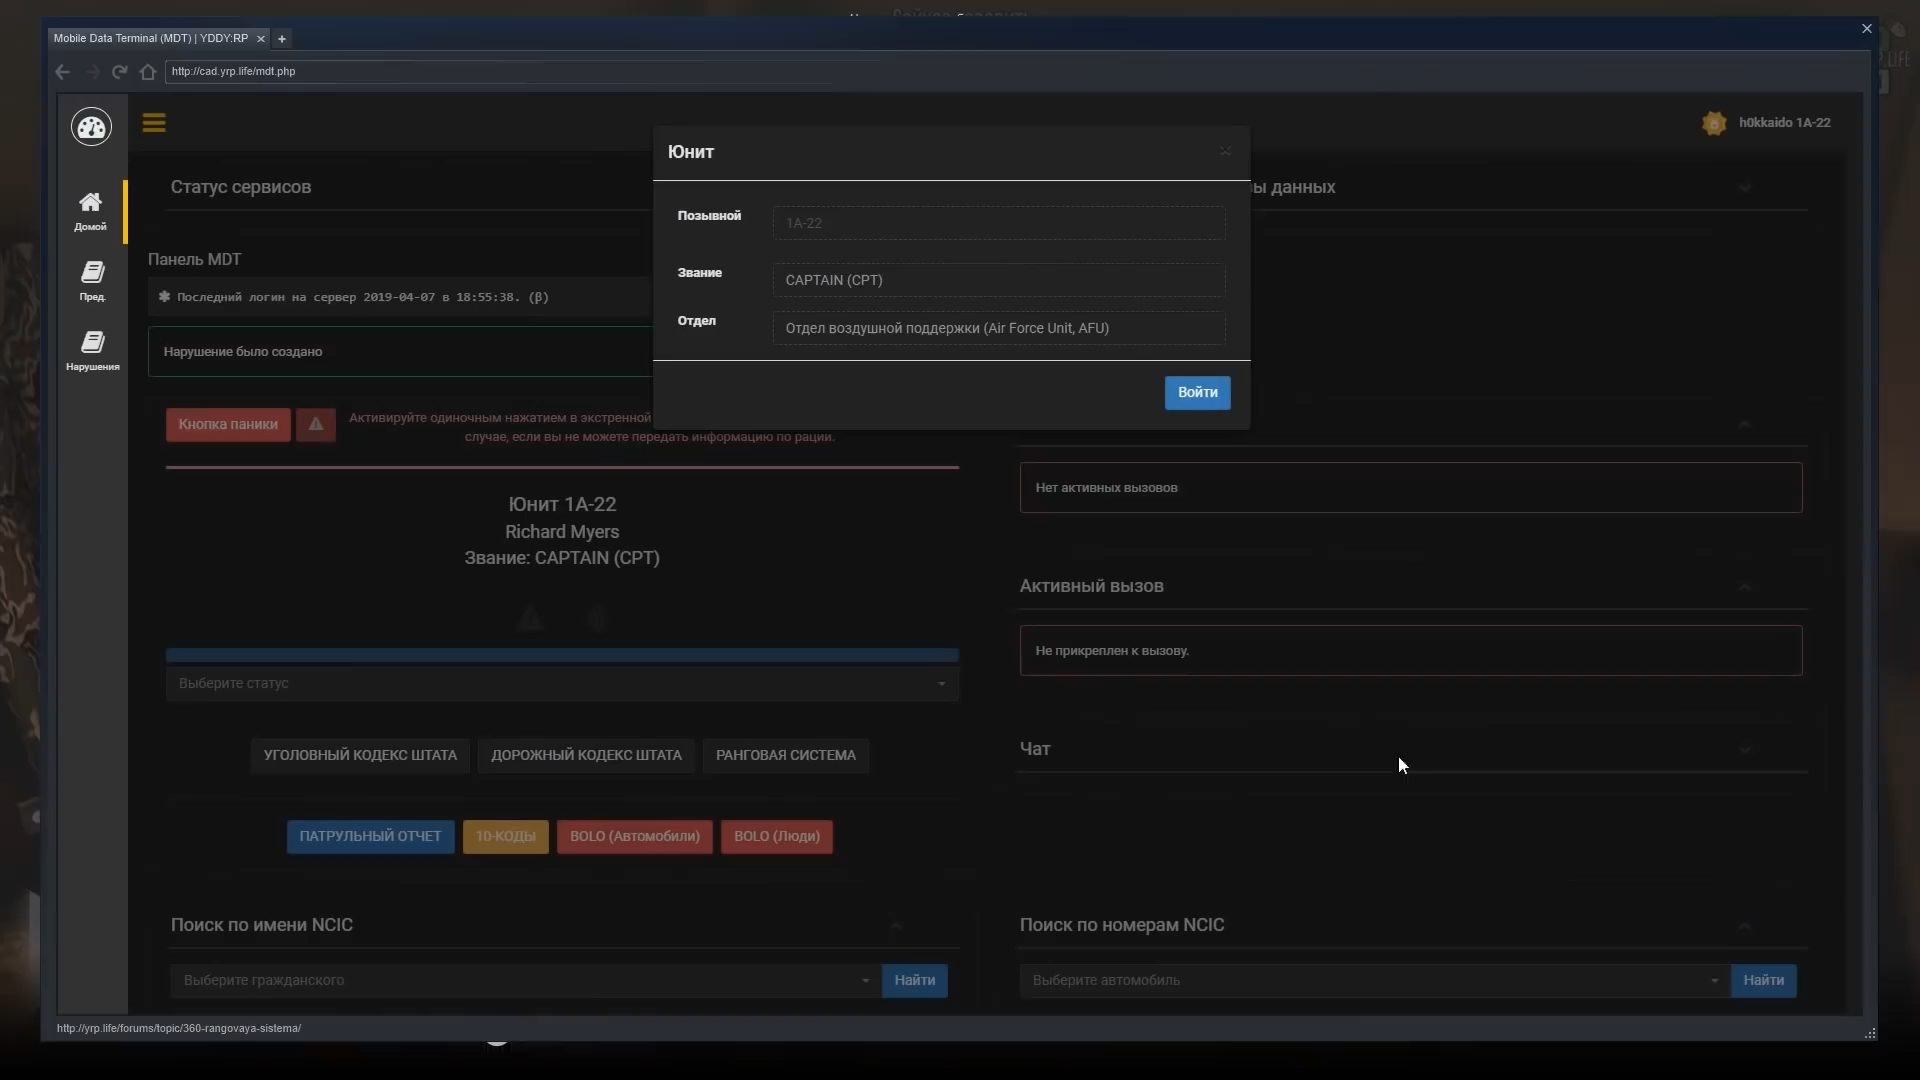 Mobile Data Terminal (MDT) | YDDY:RP
http://cad.yrp.life/mdt.php
h0kkaido 1A-22
Домой
Пред.
Нарушения
Статус сервисов
ы данных
Юнит
Позывной
1A-22
Звание
CAPTAIN (CPT)
Отдел
Отдел воздушной поддержки (Air Force Unit, AFU)
Войти
Панель MDT
Последний логин на сервер 2019-04-07 в 18:55:38. (β)
Нарушение было создано
Кнопка паники
Активируйте одиночным нажатием в экстренной
случае, если вы не можете передать информацию по рации.
Юнит 1A-22
Richard Myers
Звание: CAPTAIN (CPT)
Выберите статус
УГОЛОВНЫЙ КОДЕКС ШТАТА
ДОРОЖНЫЙ КОДЕКС ШТАТА
РАНГОВАЯ СИСТЕМА
ПАТРУЛЬНЫЙ ОТЧЕТ
10-КОДЫ
BOLO (Автомобили)
BOLO (Люди)
Нет активных вызовов
Активный вызов
Не прикреплен к вызову.
Чат
Поиск по имени NCIC
Выберите гражданского
Найти
Поиск по номерам NCIC
Выберите автомобиль
Найти
http://yrp.life/forums/topic/360-rangovaya-sistema/